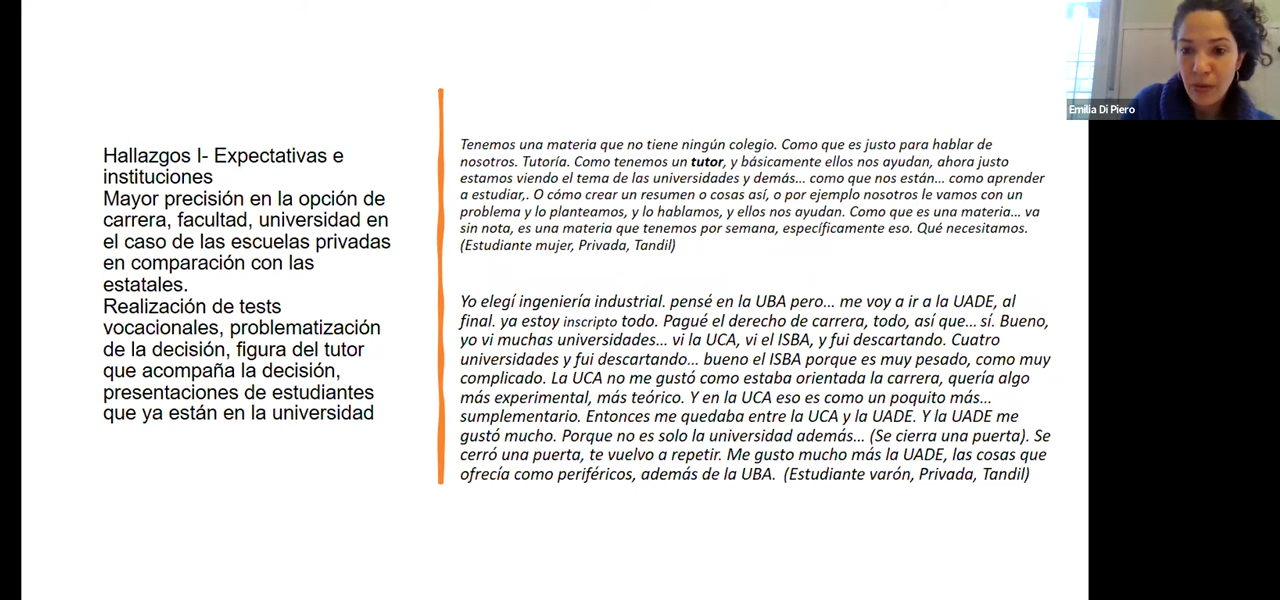 Emilia Di Piero
Hallazgos I- Expectativas e
instituciones
Mayor precisión en la opción de
carrera, facultad, universidad en
el caso de las escuelas privadas
en comparación con las
estatales.
Realización de tests
vocacionales, problematización
de la decisión, figura del tutor
que acompaña la decisión,
presentaciones de estudiantes
que ya están en la universidad
Tenemos una materia que no tiene ningún colegio. Como que es justo para hablar de
nosotros. Tutoría. Como tenemos un tutor, y básicamente ellos nos ayudan, ahora justo
estamos viendo el tema de las universidades y demás... como que nos están... como aprender
a estudiar,. O cómo crear un resumen o cosas así, o por ejemplo nosotros le vamos con un
problema y lo planteamos, y lo hablamos, y ellos nos ayudan. Como que es una materia... va
sin nota, es una materia que tenemos por semana, específicamente eso. Qué necesitamos.
(Estudiante mujer, Privada, Tandil)
Yo elegí ingeniería industrial. pensé en la UBA pero... me voy a ir a la UADE, al
final. ya estoy inscripto todo. Pagué el derecho de carrera, todo, así que... sí. Bueno,
yo vi muchas universidades... vi la UCA, vi el ISBA, y fui descartando. Cuatro
universidades y fui descartando... bueno el ISBA porque es muy pesado, como muy
complicado. La UCA no me gustó como estaba orientada la carrera, quería algo
más experimental, más teórico. Y en la UCA eso es como un poquito más...
sumplementario. Entonces me quedaba entre la UCA y la UADE. Y la UADE me
gustó mucho. Porque no es solo la universidad además... (Se cierra una puerta). Se
cerró una puerta, te vuelvo a repetir. Me gusto mucho más la UADE, las cosas que
ofrecía como periféricos, además de la UBA. (Estudiante varón, Privada, Tandil)